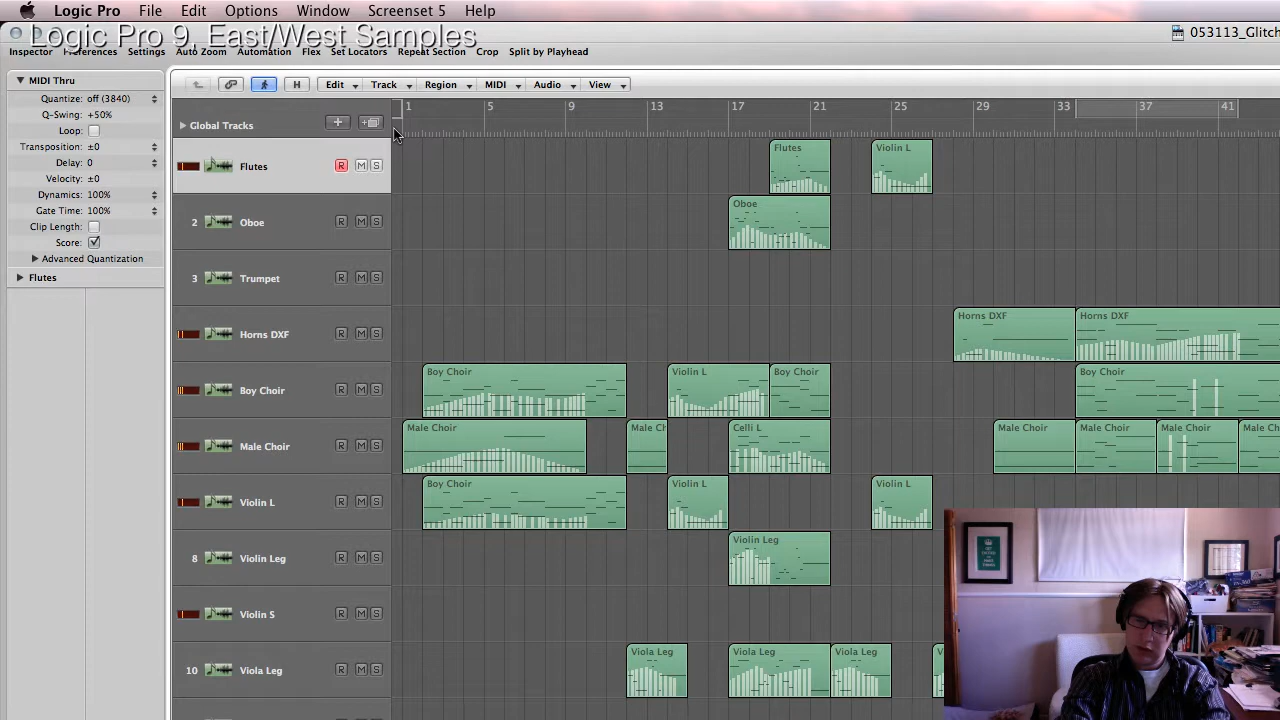 Logic Pro File Edit Options Window Screenset 5 Help
Logic Pro 9, East/West Samples
053113_Glitch
Inspector Preferences Settings Auto Zoom Automation Flex Set Locators Repeat Section Crop Split by Playhead
MIDI Thru
H Edit Track Region MIDI Audio View
Quantize: off (3840)
Q-Swing: +50%
Loop:
Transposition: ±0
Delay: 0
Velocity: ±0
Dynamics: 100%
Gate Time: 100%
Clip Length:
Score:
Advanced Quantization
Flutes
1 5 9 13 17 21 25 29 33 37 41
Global Tracks
Flutes R M S Flutes Violin L
2 Oboe R M S Oboe
3 Trumpet R M S
Horns DXF R M S Horns DXF Horns DXF
Boy Choir R M S Boy Choir Violin L Boy Choir Boy Choir
Male Choir R M S Male Choir Male Ch Celli L Male Choir Male Choir Male Choir Male Ch
Violin L R M S Boy Choir Violin L Violin L
8 Violin Leg R M S Violin Leg
Violin S R M S
10 Viola Leg R M S Viola Leg Viola Leg Viola Leg V